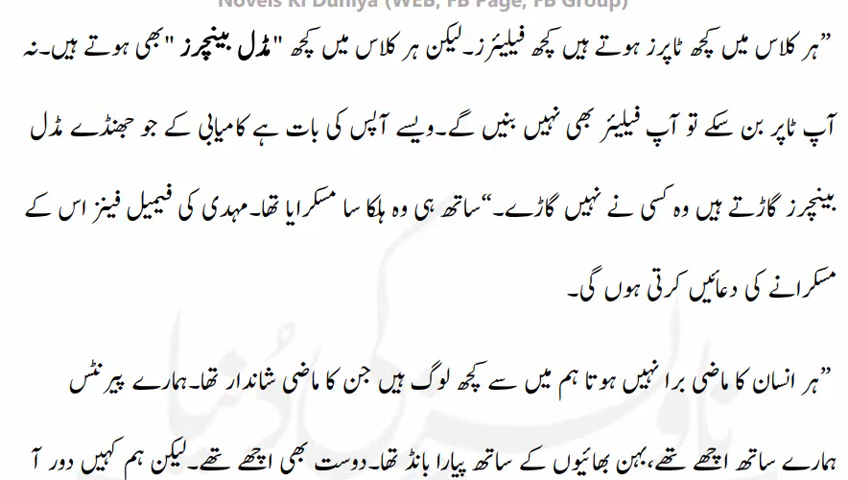 Novels Ki Duniya (WEB, FB Page, FB Group)
”ہر کلاس میں کچھ ٹاپرز ہوتے ہیں کچھ فیلیئرز۔لیکن ہر کلاس میں کچھ "مڈل بینچرز "بھی ہوتے ہیں۔نہ
آپ ٹاپر بن سکے تو آپ فیلیئر بھی نہیں بنیں گے۔ویسے آپس کی بات ہے کامیابی کے جو جھنڈے مڈل
بینچرز گاڑتے ہیں وہ کسی نے نہیں گاڑے۔“ساتھ ہی وہ ہلکا سا مسکرایا تھا۔مہدی کی فیمیل فینز اس کے
مسکرانے کی دعائیں کرتی ہوں گی۔
”ہر انسان کا ماضی برا نہیں ہوتا ہم میں سے کچھ لوگ ہیں جن کا ماضی شاندار تھا۔ہمارے پیرنٹس
ہمارے ساتھ اچھے تھے،بہن بھائیوں کے ساتھ پیارا بانڈ تھا۔دوست بھی اچھے تھے۔لیکن ہم کہیں دور آ
ناولز کی دُنیا